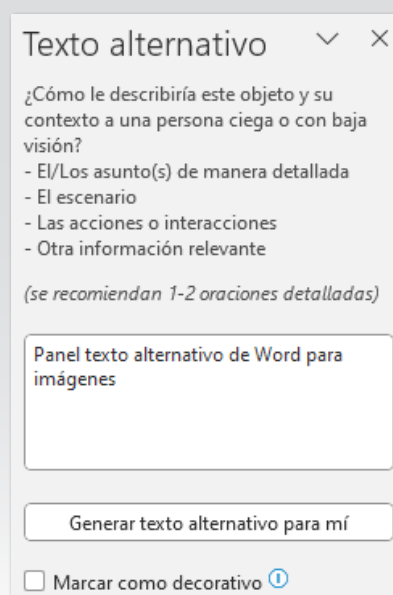 Texto alternativo
¿Cómo le describiría este objeto y su
contexto a una persona ciega o con baja
visión?
- El/Los asunto(s) de manera detallada
- El escenario
- Las acciones o interacciones
- Otra información relevante
(se recomiendan 1-2 oraciones detalladas)
Panel texto alternativo de Word para
imágenes
Generar texto alternativo para mí
Marcar como decorativo